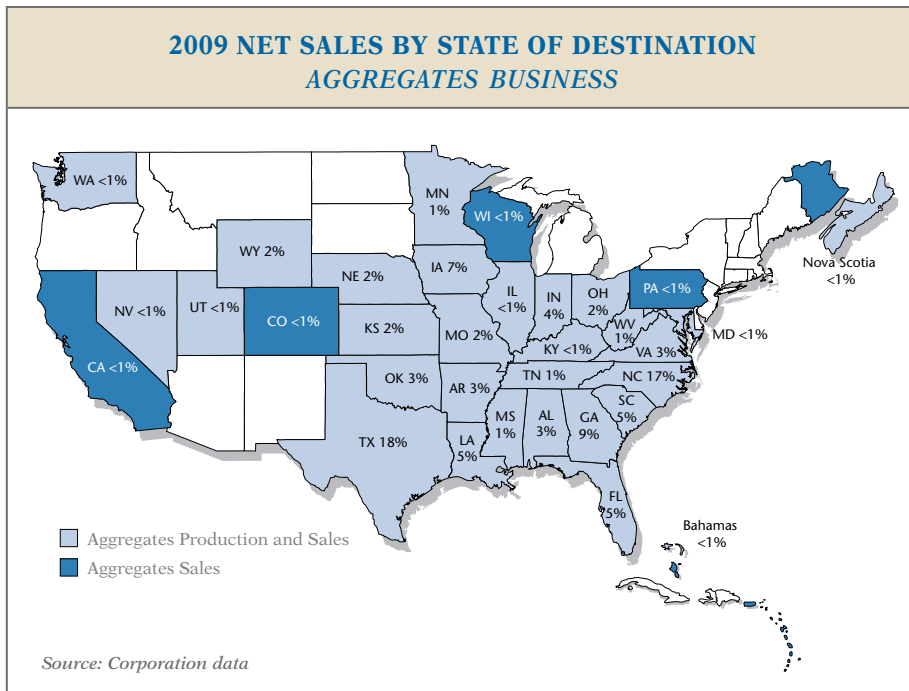 2009 NET SALES BY STATE OF DESTINATION
AGGREGATES BUSINESS
WA <1%
MN
1%
WI <1%
WY 2%
IA 7%
NE 2%
Nova Scotia
<1%
NV <1%
UT <1%
CO <1%
IL
<1%
IN
4%
OH
2%
PA <1%
KS 2%
MO 2%
WV
1%
MD <1%
KY <1%
VA 3%
CA <1%
OK 3%
AR 3%
TN 1%
NC 17%
SC
5%
MS
1%
AL
3%
GA
9%
TX 18%
LA
5%
FL
5%
Bahamas
<1%
Aggregates Production and Sales
Aggregates Sales
Source: Corporation data